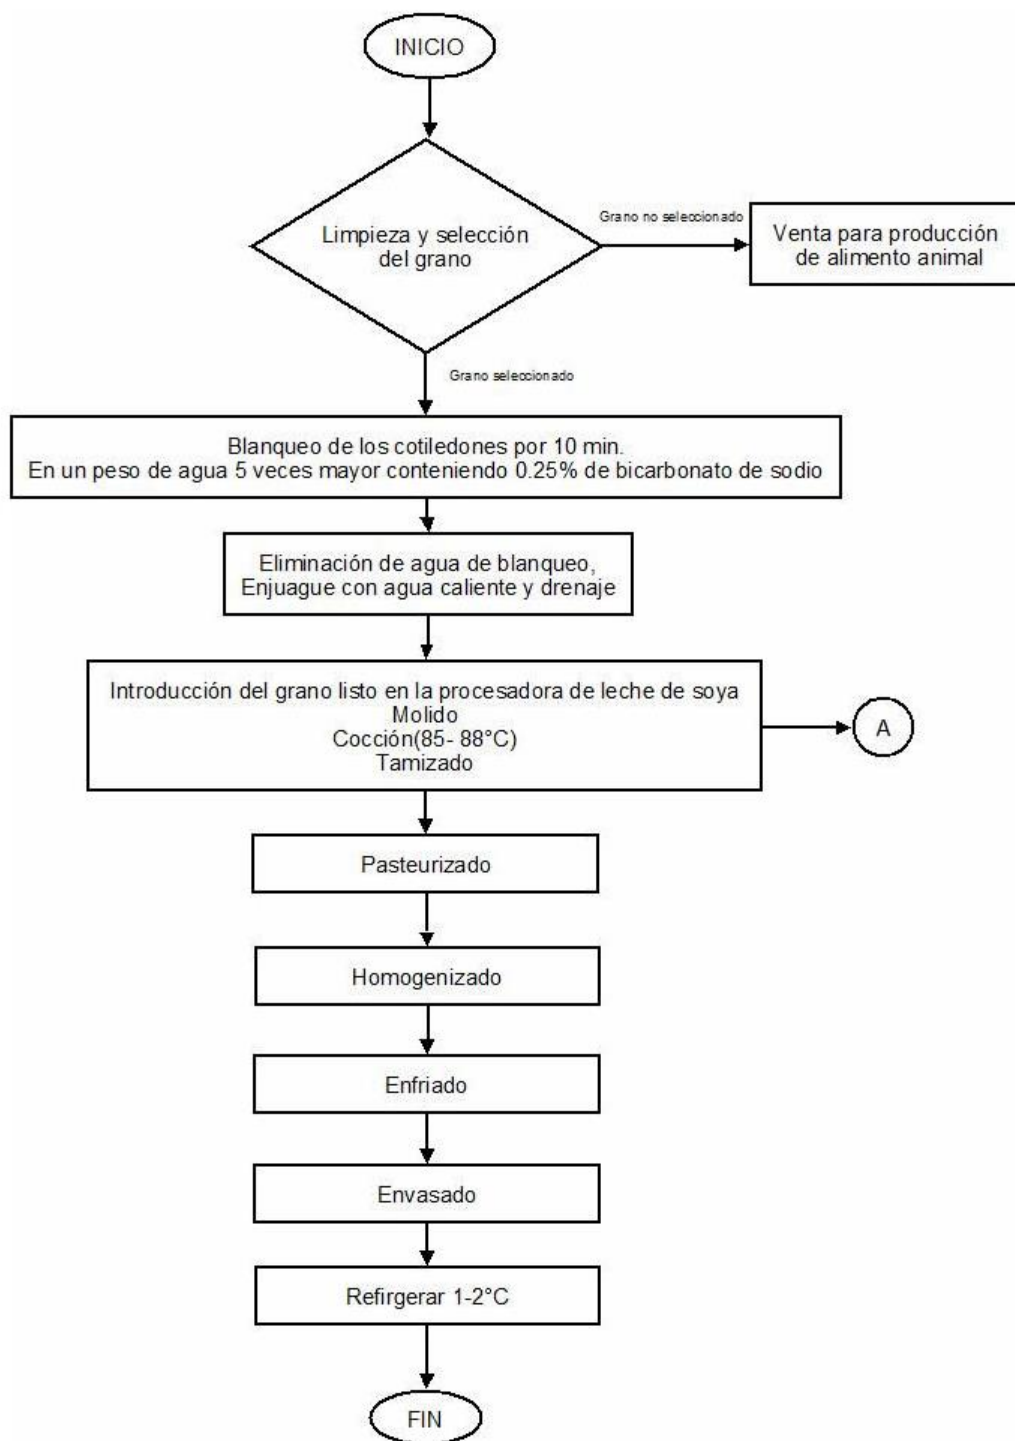 INICIO
Limpieza y selección
del grano
Grano no seleccionado
Venta para producción
de alimento animal
Grano seleccionado
Blanqueo de los cotiledones por 10 min.
En un peso de agua 5 veces mayor conteniendo 0.25% de bicarbonato de sodio
Eliminación de agua de blanqueo,
Enjuague con agua caliente y drenaje
Introducción del grano listo en la procesadora de leche de soya
Molido
Cocción(85- 88°C)
Tamizado
A
Pasteurizado
Homogenizado
Enfriado
Envasado
Refirgerar 1-2°C
FIN